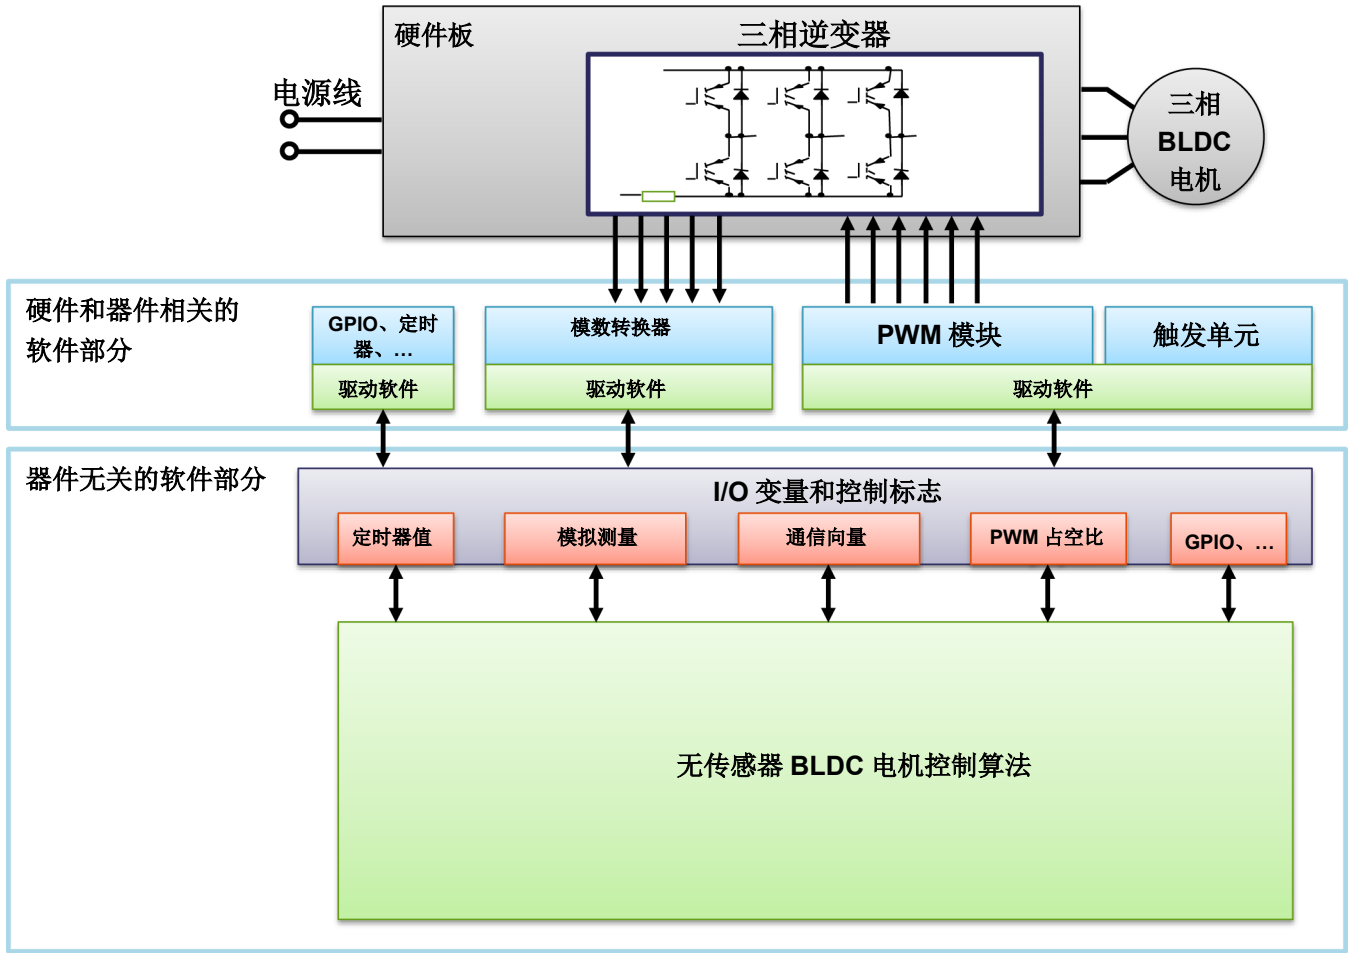 硬件板
三相逆变器
电源线
三相
BLDC
电机
硬件和器件相关的
软件部分
GPIO、定时
器、…
模数转换器
PWM 模块
触发单元
驱动软件
驱动软件
驱动软件
器件无关的软件部分
I/O 变量和控制标志
定时器值
模拟测量
通信向量
PWM 占空比
GPIO、…
无传感器 BLDC 电机控制算法